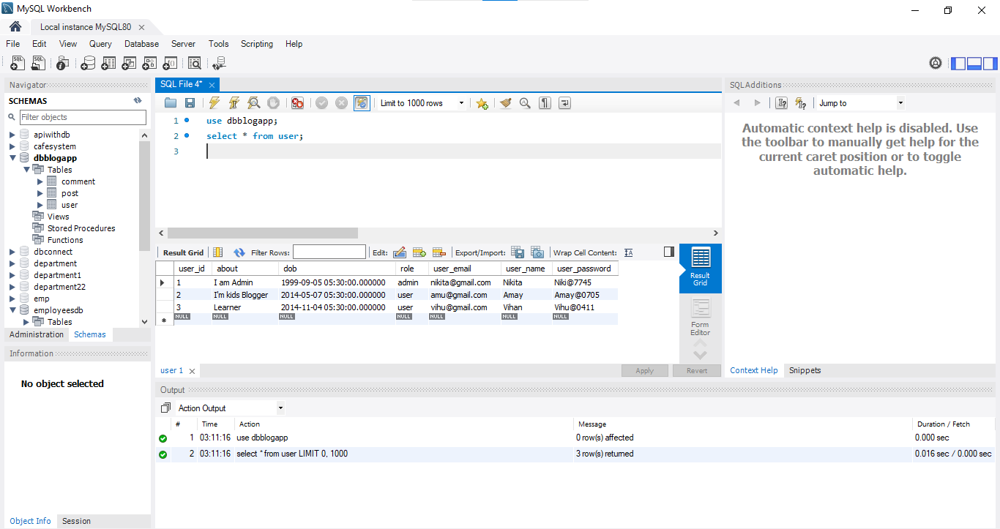 MySQL Workbench
Local instance MySQL80
File Edit View Query Database Server Tools Scripting Help
Navigator
SCHEMAS
Filter objects
apiwithdb
cafesystem
dbblogapp
Tables
comment
post
user
Views
Stored Procedures
Functions
dbconnect
department
department1
department22
emp
employeesdb
Tables
Administration Schemas
Information
No object selected
Object Info Session
SQL File 4*
Limit to 1000 rows
1 use dbblogapp;
2 select * from user;
3
Result Grid Filter Rows: Edit: Export/Import: Wrap Cell Content:
user_id about dob role user_email user_name user_password
1 I am Admin 1999-09-05 05:30:00.000000 admin nikita@gmail.com Nikita Niki@7745
2 I'm kids Blogger 2014-05-07 05:30:00.000000 user amu@gmail.com Amay Amay@0705
3 Learner 2014-11-04 05:30:00.000000 user vihu@gmail.com Vihan Vihu@0411
NULL NULL NULL NULL NULL NULL NULL
Result
Grid
Form
Editor
user 1
Apply Revert
SQLAdditions
Jump to
Automatic context help is disabled. Use
the toolbar to manually get help for the
current caret position or to toggle
automatic help.
Context Help Snippets
Output
Action Output
# Time Action Message Duration / Fetch
1 03:11:16 use dbblogapp 0 row(s) affected 0.000 sec
2 03:11:16 select * from user LIMIT 0, 1000 3 row(s) returned 0.016 sec / 0.000 sec